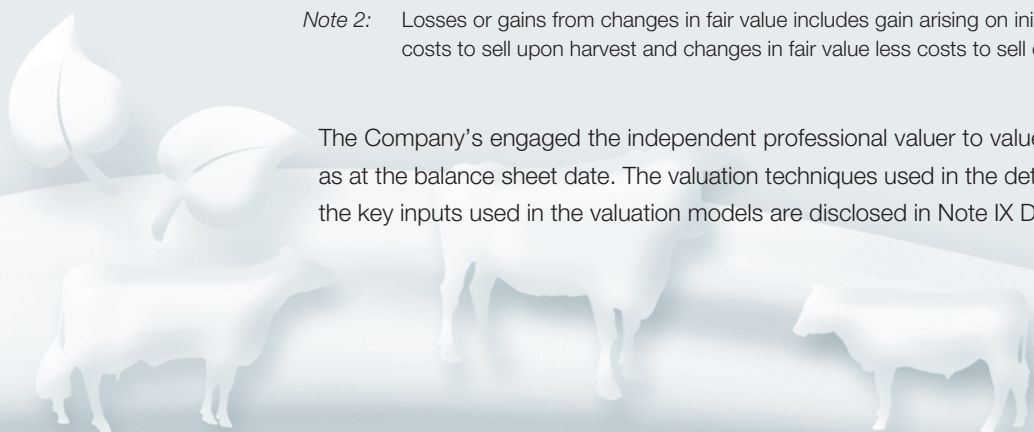 Note 2: Losses or gains from changes in fair value includes gain arising on ini
costs to sell upon harvest and changes in fair value less costs to sell
The Company’s engaged the independent professional valuer to value
as at the balance sheet date. The valuation techniques used in the det
the key inputs used in the valuation models are disclosed in Note IX D